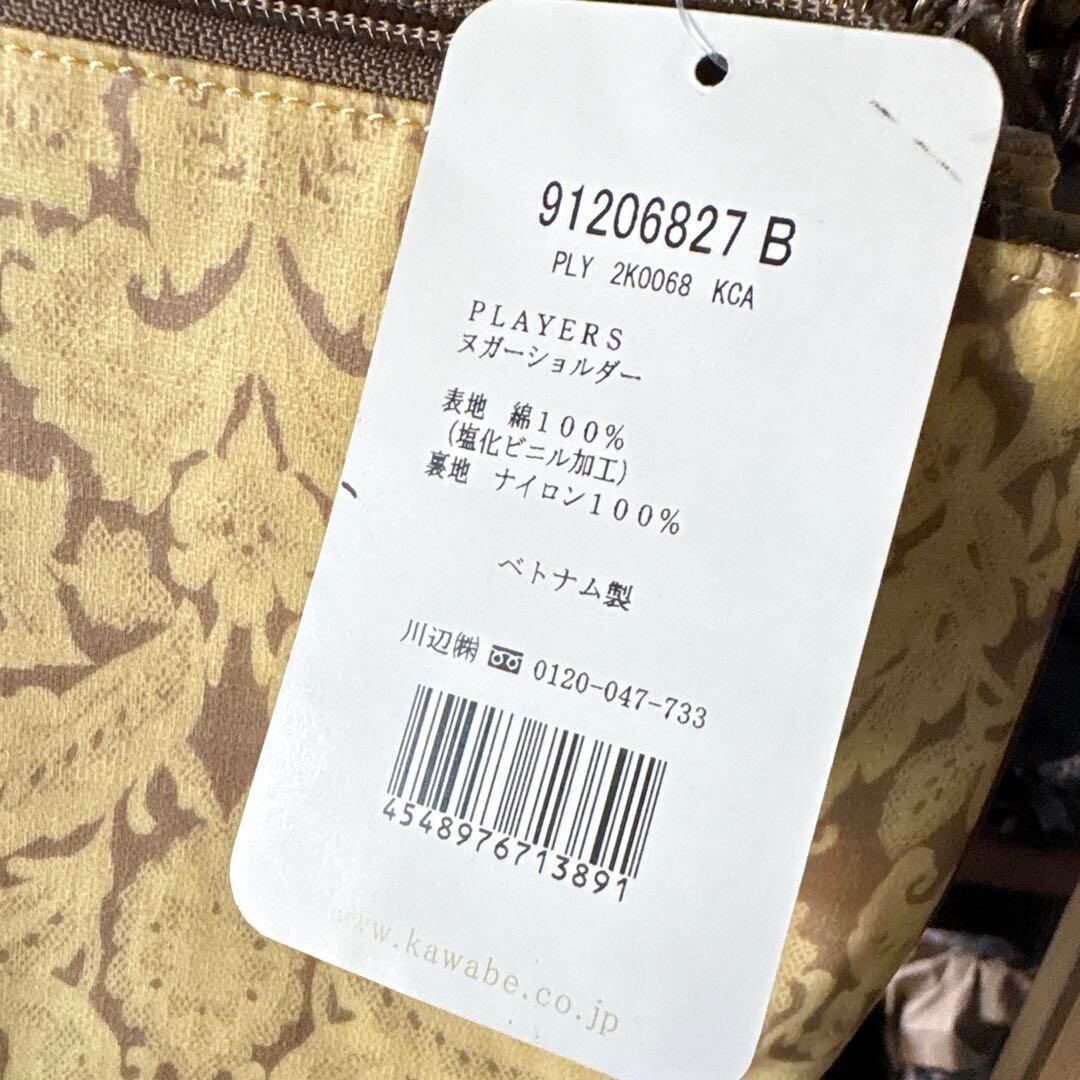 91206827 B
PLY 2K0068 KCA
PLAYERS
ヌガーショルダー
表地 綿100%
(塩化ビニル加工)
裏地 ナイロン100%
ベトナム製
川辺㈱ 0120-047-733
4548976713891
www.kawabe.co.jp